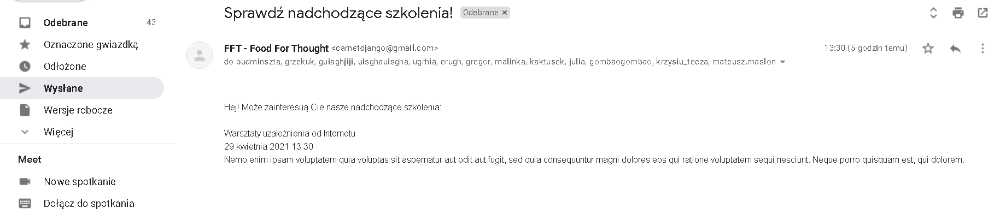 Sprawdź nadchodzące szkolenia! Odebrane ×
Odebrane 43
Oznaczone gwiazdką
Odłożone
Wysłane
Wersje robocze
Więcej
Meet
Nowe spotkanie
Dołącz do spotkania
FFT - Food For Thought <carnetdjango@gmail.com> 13:30 (5 godzin temu)
do budminszta, grzekuk, guiaghjiji, uisghauisgha, ugrhia, erugh, gregor, malinka, kaktusek, julia, gombaogombao, krzysiu_tecza, mateusz.maslon
Hej! Może zainteresuą Cie nasze nadchodzące szkolenia:
Warsztaty uzależnienia od Internetu
29 kwietnia 2021 13:30
Nemo enim ipsam voluptatem quia voluptas sit aspernatur aut odit aut fugit, sed quia consequuntur magni dolores eos qui ratione voluptatem sequi nesciunt. Neque porro quisquam est, qui dolorem.